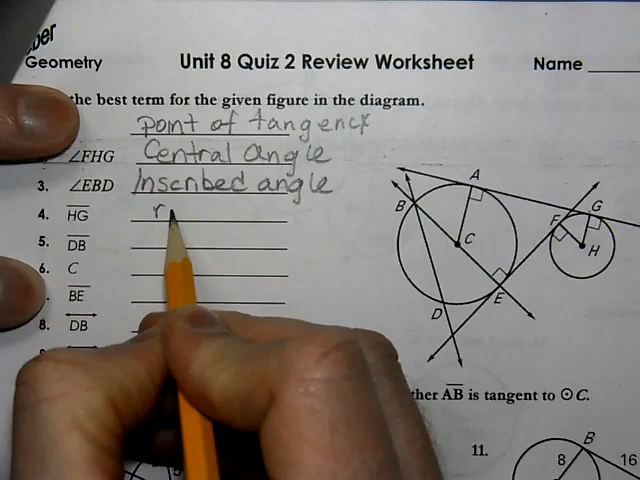 Geometry
Unit 8 Quiz 2 Review Worksheet
Name
the best term for the given figure in the diagram.
point of tangency
∠FHG Central angle
3. ∠EBD Inscribed angle
4. HG r
5. DB
6. C
BE
8. DB
A
B
C
D
E
F
G
H
AB is tangent to ⊙C.
11.
B
8
16